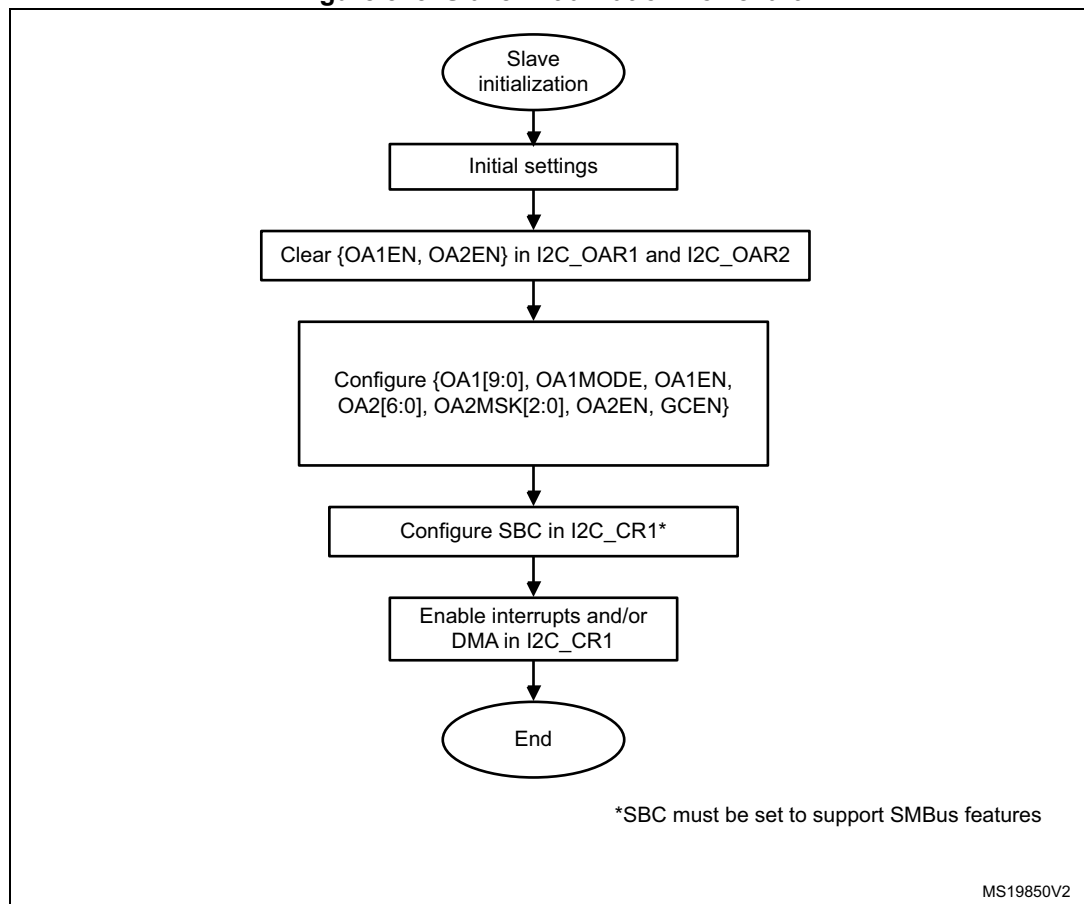 Slave
initialization
Initial settings
Clear {OA1EN, OA2EN} in I2C_OAR1 and I2C_OAR2
Configure {OA1[9:0], OA1MODE, OA1EN,
OA2[6:0], OA2MSK[2:0], OA2EN, GCEN}
Configure SBC in I2C_CR1*
Enable interrupts and/or
DMA in I2C_CR1
End
*SBC must be set to support SMBus features
MS19850V2